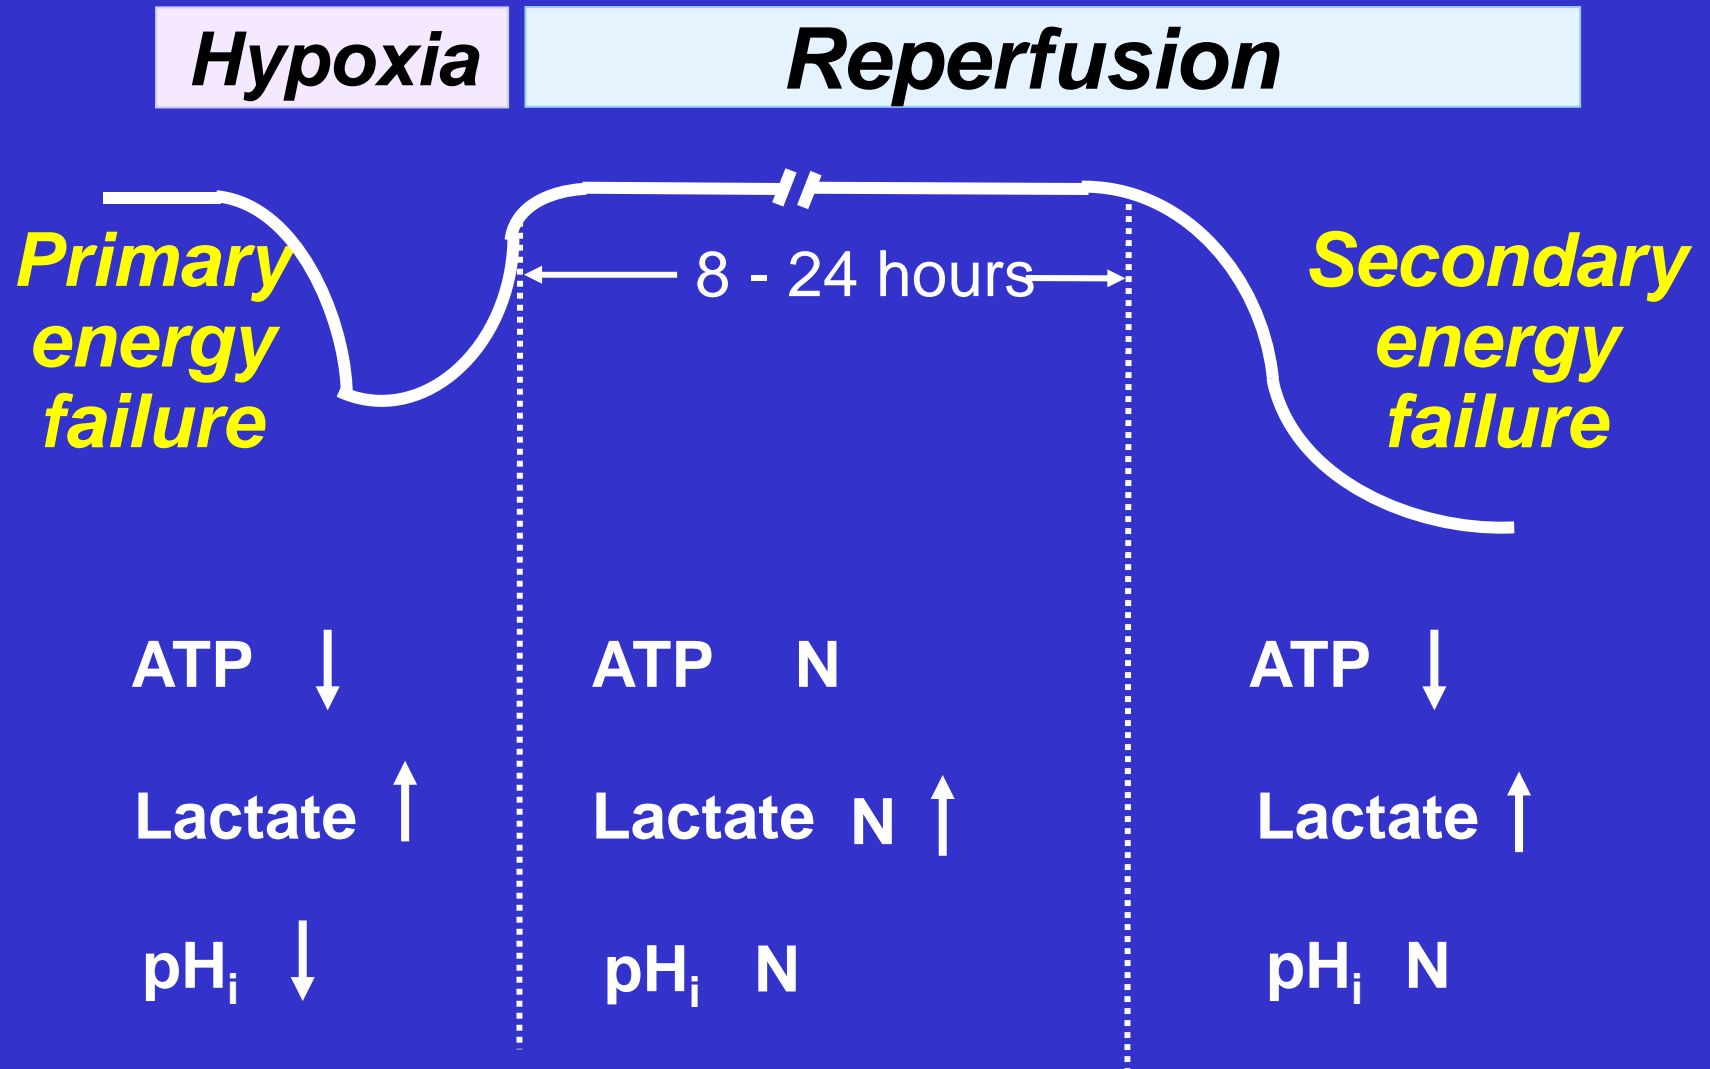 Hypoxia
Reperfusion
Primary
energy
failure
8 - 24 hours
Secondary
energy
failure
ATP ↓
ATP N
ATP ↓
Lactate ↑
Lactate N ↑
Lactate ↑
pHi ↓
pHi N
pHi N